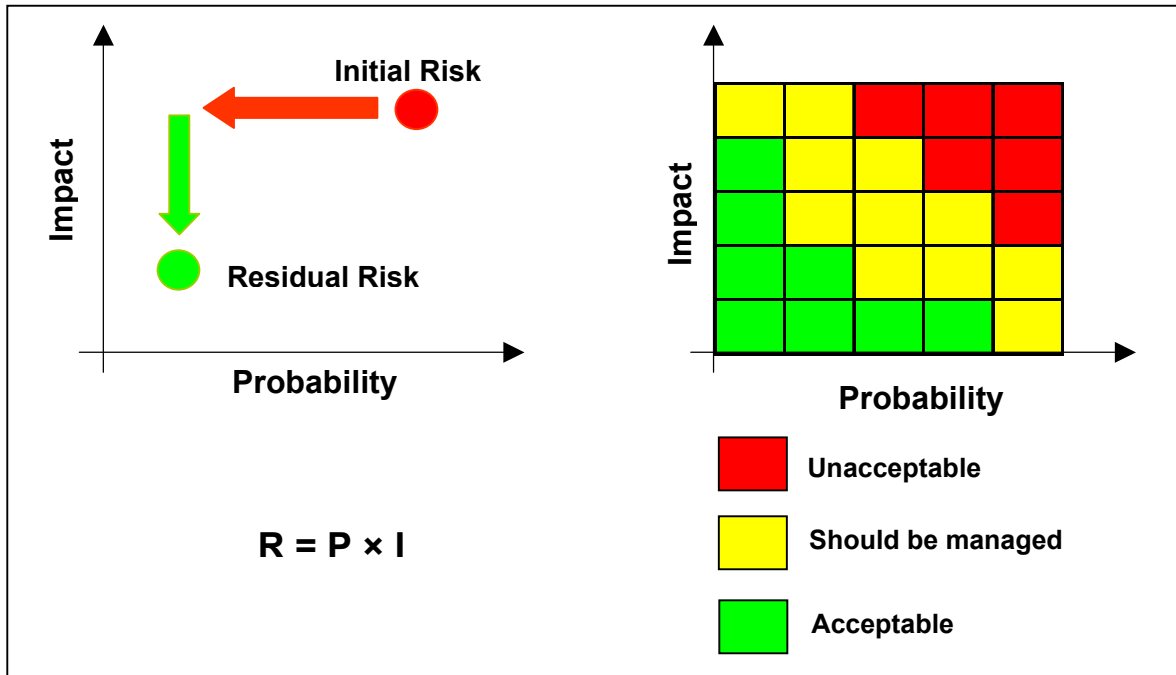 Initial Risk
Impact
Residual Risk
Probability
R = P × I
Impact
Probability
Unacceptable
Should be managed
Acceptable